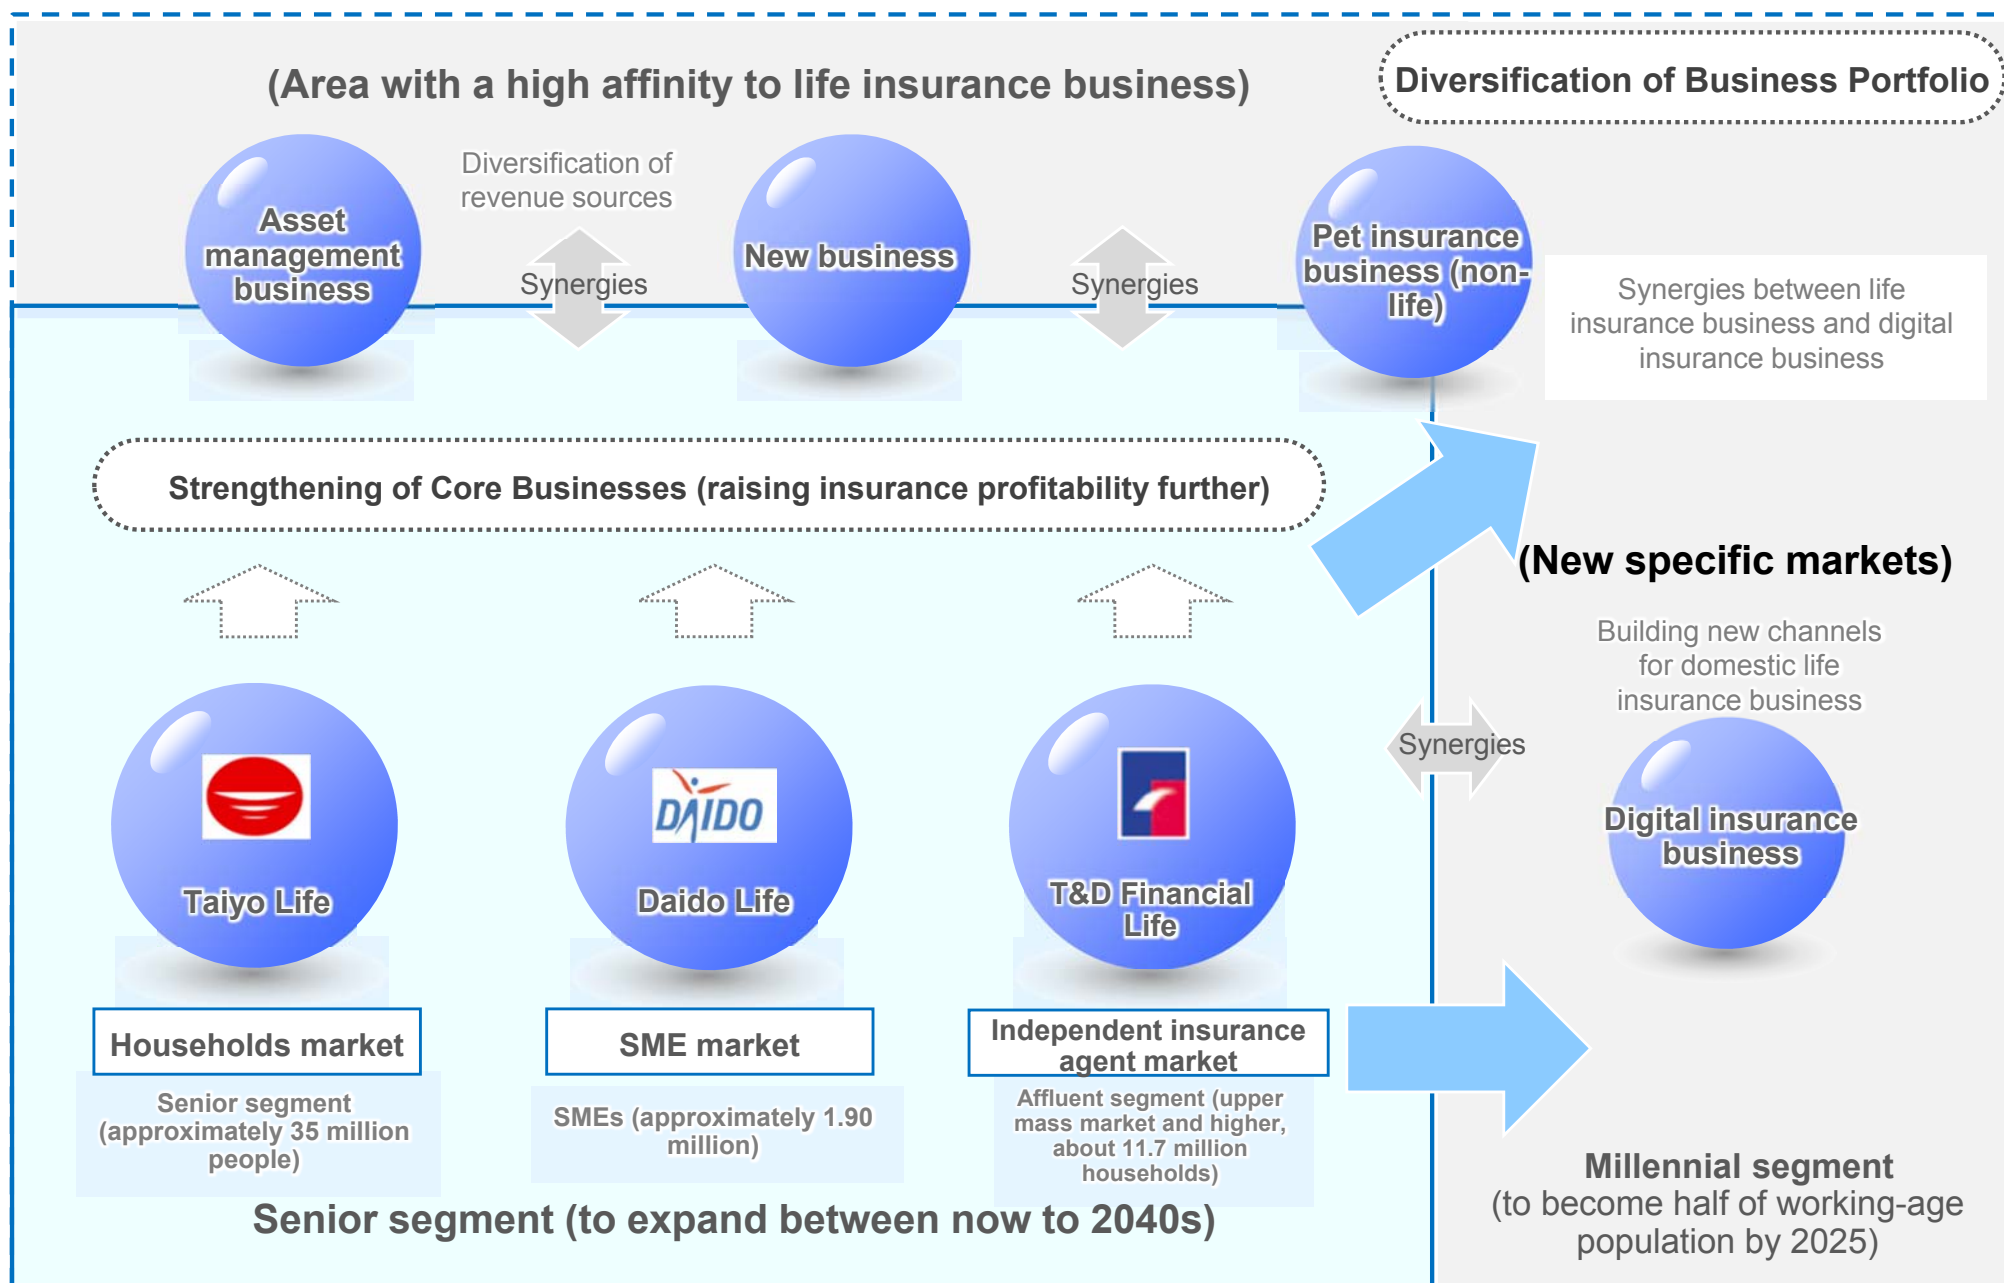 (Area with a high affinity to life insurance business)
Diversification of Business Portfolio
Asset
management
business
Diversification of
revenue sources
Synergies
New business
Synergies
Pet insurance
business (non-
life)
Synergies between life
insurance business and digital
insurance business
Strengthening of Core Businesses (raising insurance profitability further)
(New specific markets)
Building new channels
for domestic life
insurance business
Synergies
Digital insurance
business
Taiyo Life
DAIDO
Daido Life
T&D Financial
Life
Households market
SME market
Independent insurance
agent market
Senior segment
(approximately 35 million
people)
SMEs (approximately 1.90
million)
Affluent segment (upper
mass market and higher,
about 11.7 million
households)
Senior segment (to expand between now to 2040s)
Millennial segment
(to become half of working-age
population by 2025)